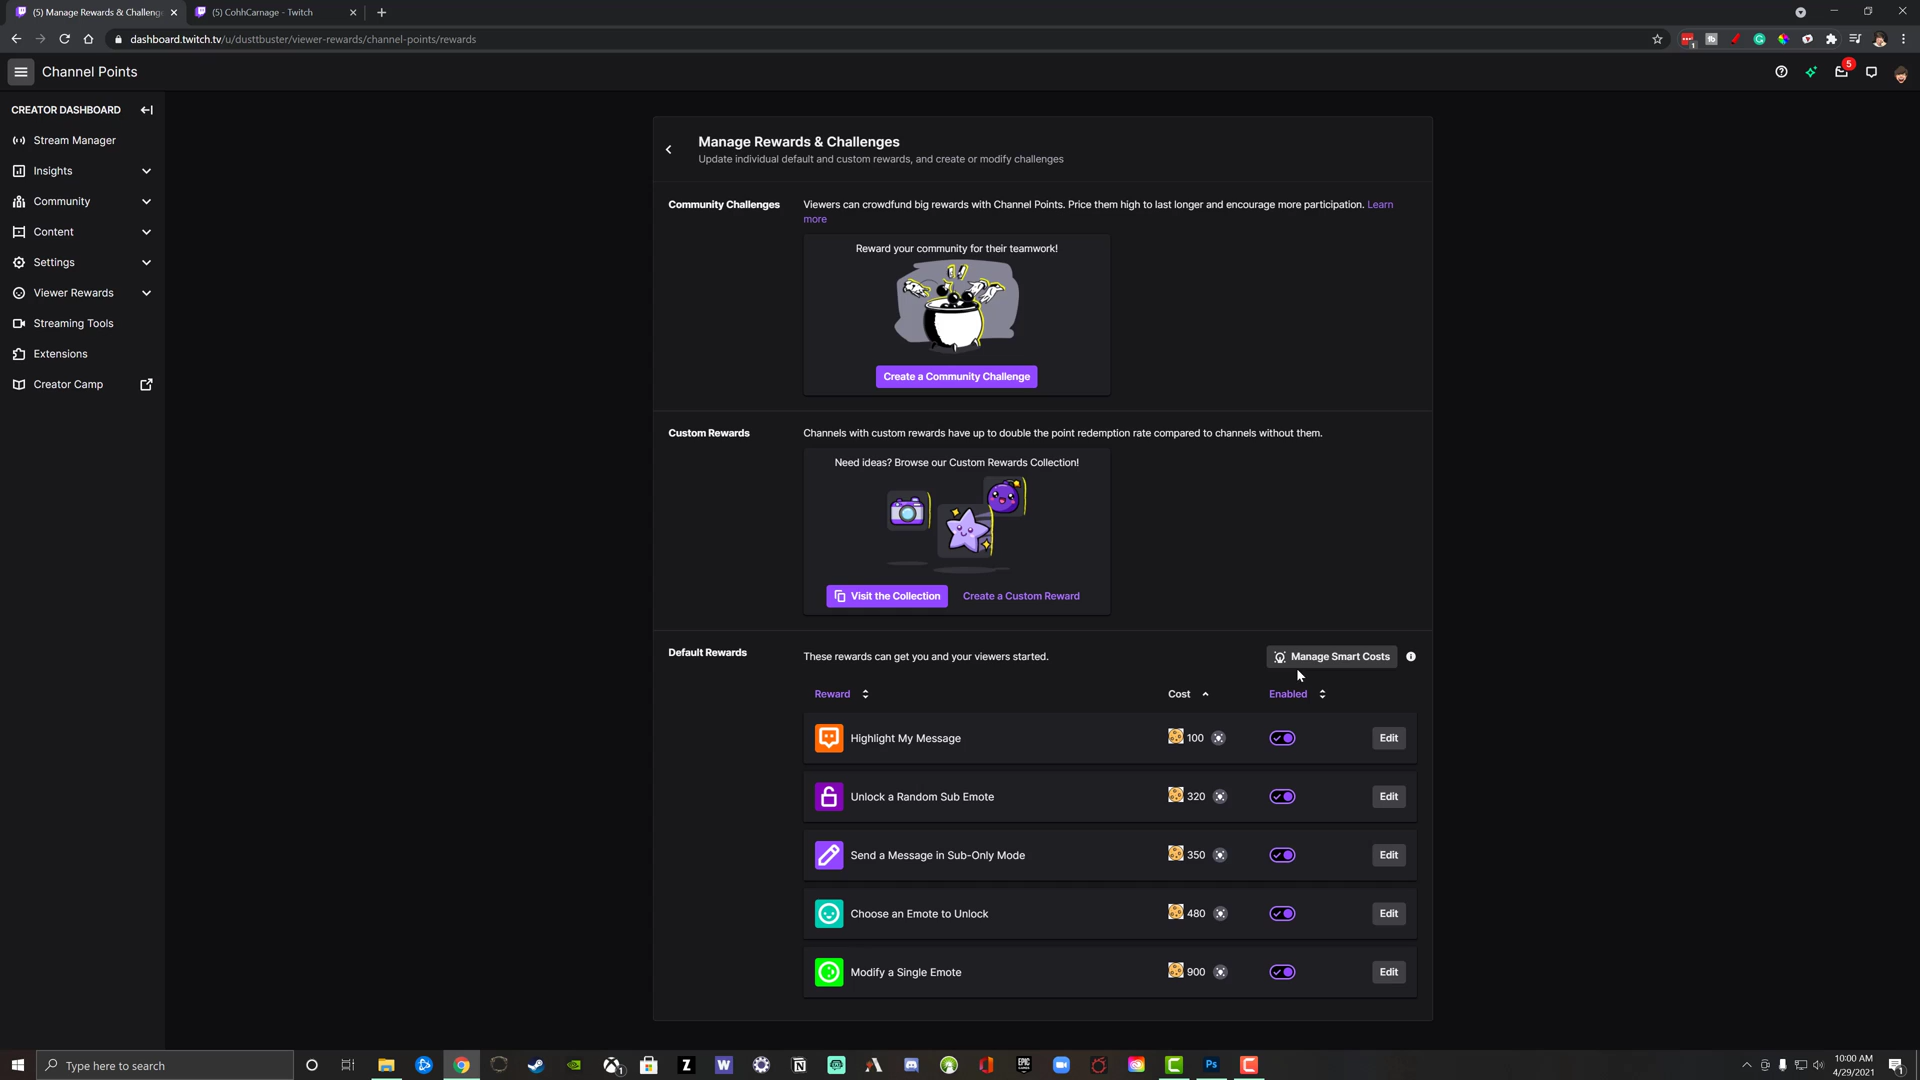 (5) Manage Rewards & Challeng
(5) CohhCarnage - Twitch
dashboard.twitch.tv/u/dusttbuster/viewer-rewards/channel-points/rewards
1
Channel Points
5
CREATOR DASHBOARD
Stream Manager
Insights
Community
Content
Settings
Viewer Rewards
Streaming Tools
Extensions
Creator Camp
Manage Rewards & Challenges
Update individual default and custom rewards, and create or modify challenges
Community Challenges
Viewers can crowdfund big rewards with Channel Points. Price them high to last longer and encourage more participation. Learn
more
Reward your community for their teamwork!
Create a Community Challenge
Custom Rewards
Channels with custom rewards have up to double the point redemption rate compared to channels without them.
Need ideas? Browse our Custom Rewards Collection!
Visit the Collection
Create a Custom Reward
Default Rewards
These rewards can get you and your viewers started.
Manage Smart Costs
Reward
Cost
Enabled
Highlight My Message
100
Edit
Unlock a Random Sub Emote
320
Edit
Send a Message in Sub-Only Mode
350
Edit
Choose an Emote to Unlock
480
Edit
Modify a Single Emote
900
Edit
Type here to search
10:00 AM
4/29/2021